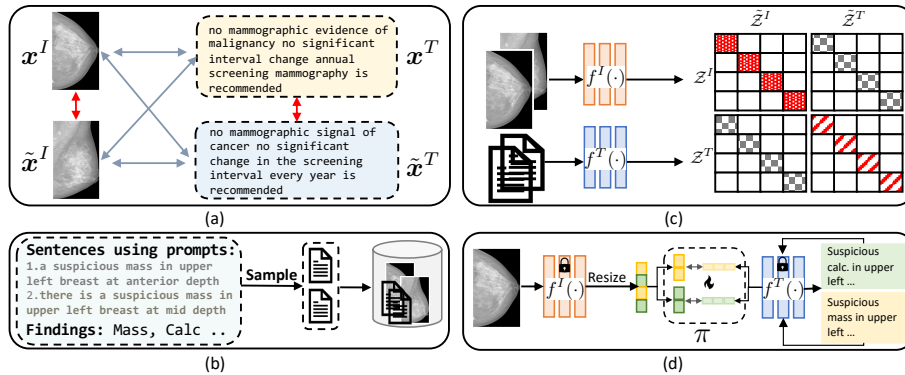 x^I
no mammographic evidence of
malignancy no significant
interval change annual
screening mammography is
recommended
x^T
x̃^I
no mammographic signal of
cancer no significant
change in the screening
interval every year is
recommended
x̃^T
(a)
Z̃^I
Z̃^T
f^I(·)
Z^I
f^T(·)
Z^T
(c)
Sentences using prompts:
1.a suspicious mass in upper
left breast at anterior depth
2.there is a suspicious mass in
upper left breast at mid depth
Findings: Mass, Calc ..
Sample
(b)
f^I(·)
Resize
π
f^T(·)
Suspicious
calc. in upper
left ...
Suspicious
mass in upper
left ...
(d)